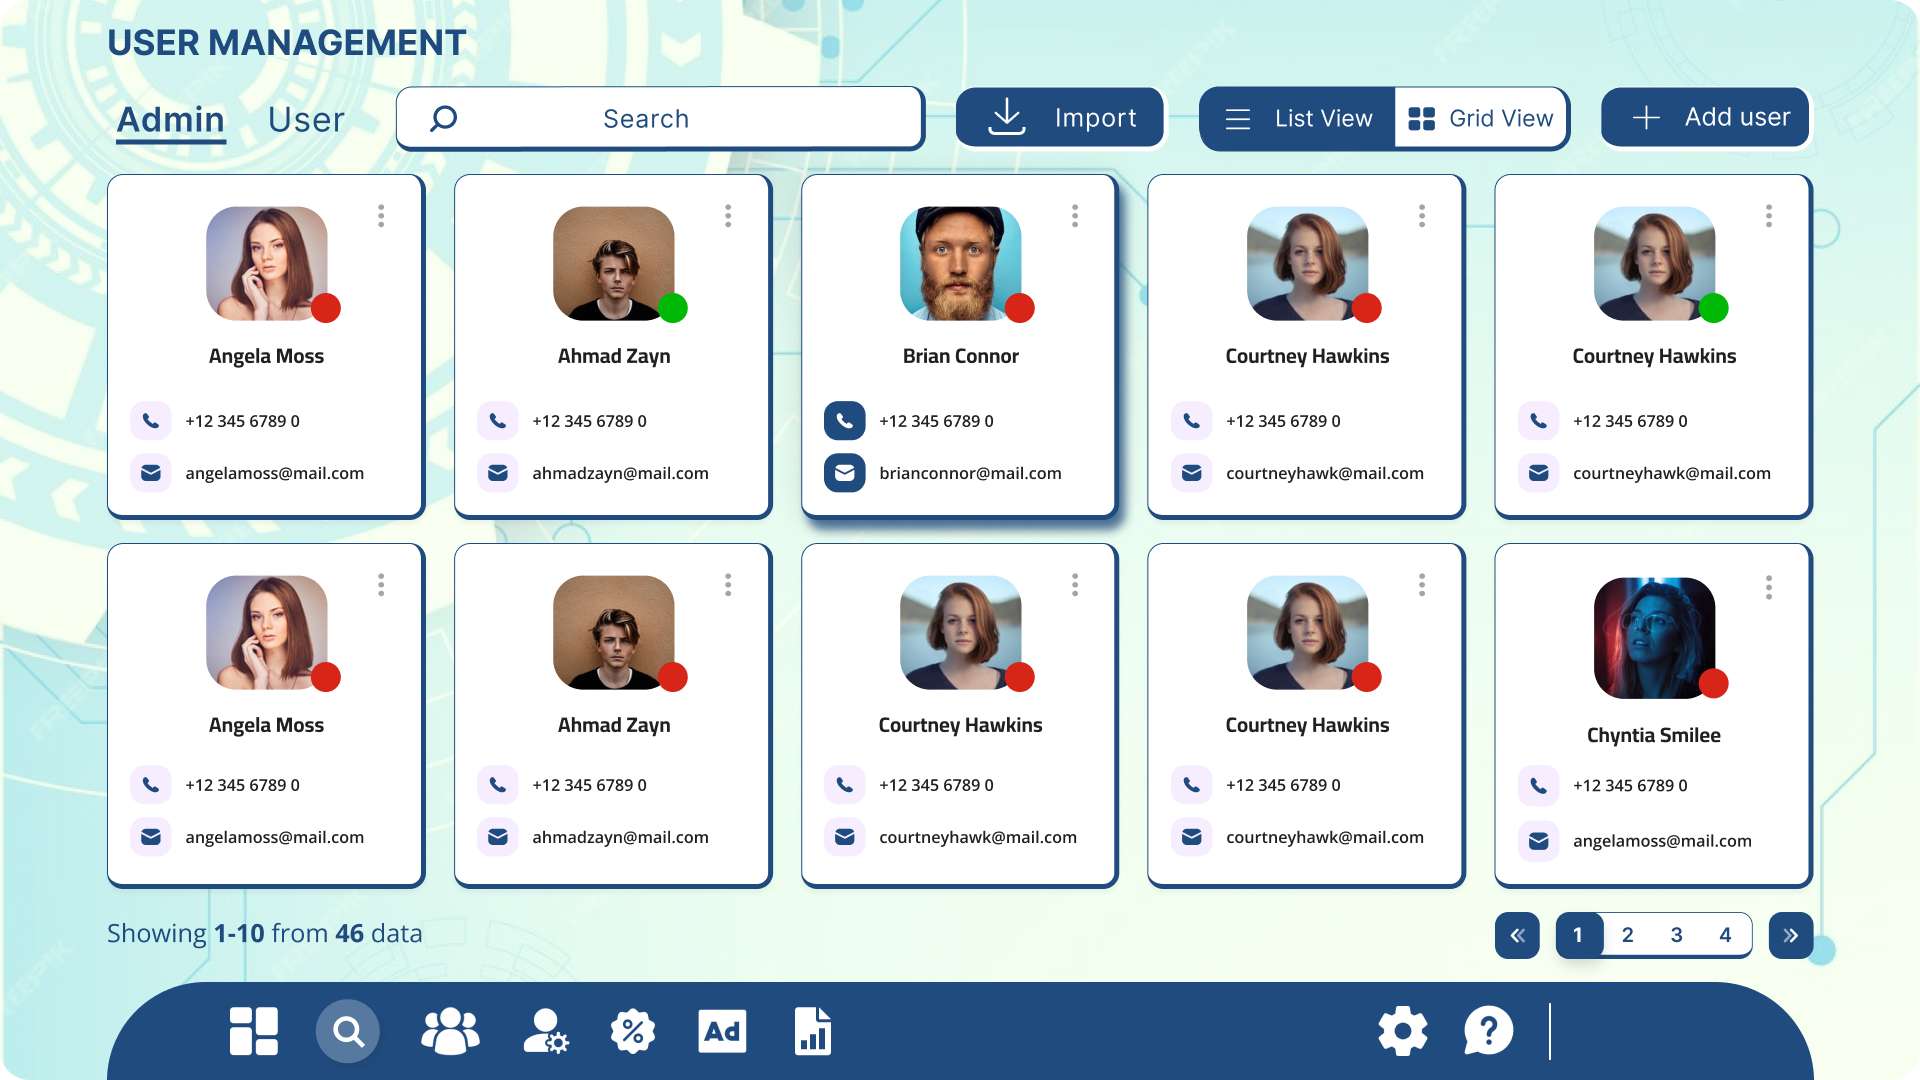 USER MANAGEMENT
Admin User Search Import List View Grid View Add user
Angela Moss
+12 345 6789 0
angelamoss@mail.com
Ahmad Zayn
+12 345 6789 0
ahmadzayn@mail.com
Brian Connor
+12 345 6789 0
brianconnor@mail.com
Courtney Hawkins
+12 345 6789 0
courtneyhawk@mail.com
Courtney Hawkins
+12 345 6789 0
courtneyhawk@mail.com
Angela Moss
+12 345 6789 0
angelamoss@mail.com
Ahmad Zayn
+12 345 6789 0
ahmadzayn@mail.com
Courtney Hawkins
+12 345 6789 0
courtneyhawk@mail.com
Courtney Hawkins
+12 345 6789 0
courtneyhawk@mail.com
Chyntia Smilee
+12 345 6789 0
angelamoss@mail.com
Showing 1-10 from 46 data
« 1 2 3 4 »
% Ad ?